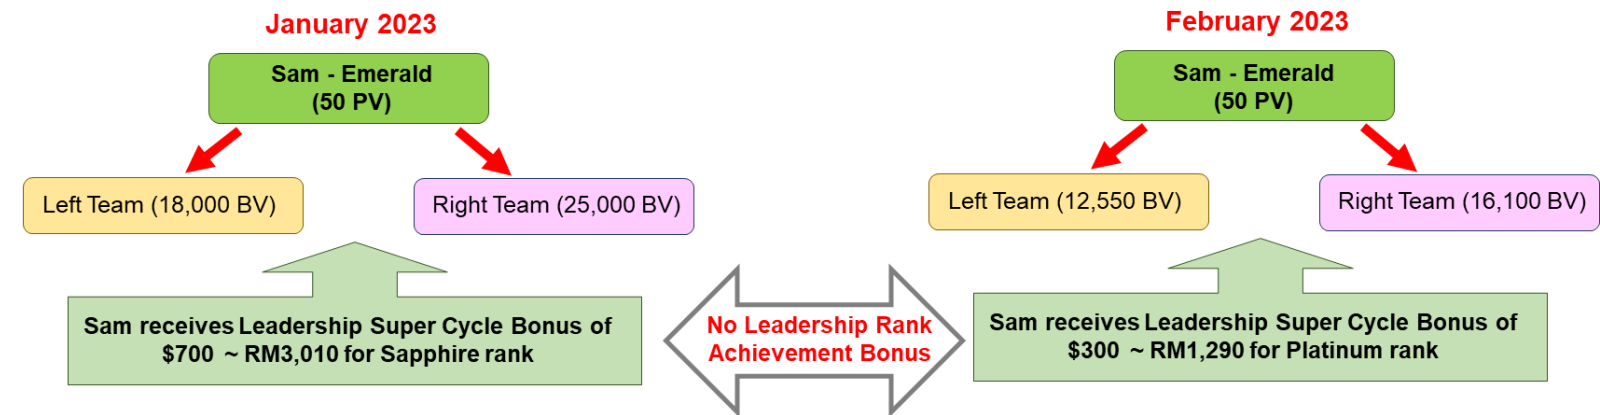 January 2023
Sam - Emerald
(50 PV)
Left Team (18,000 BV)
Right Team (25,000 BV)
Sam receives Leadership Super Cycle Bonus of
$700 ~ RM3,010 for Sapphire rank
No Leadership Rank
Achievement Bonus
February 2023
Sam - Emerald
(50 PV)
Left Team (12,550 BV)
Right Team (16,100 BV)
Sam receives Leadership Super Cycle Bonus of
$300 ~ RM1,290 for Platinum rank